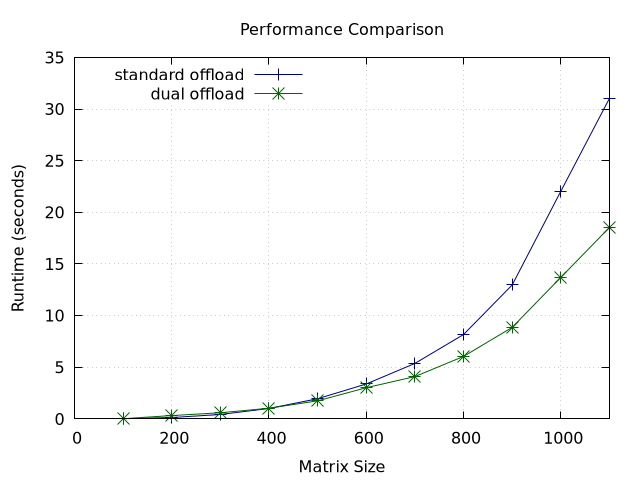 Performance Comparison
35
30
25
20
15
10
5
0
standard offload
dual offload
Runtime (seconds)
0 200 400 600 800 1000
Matrix Size